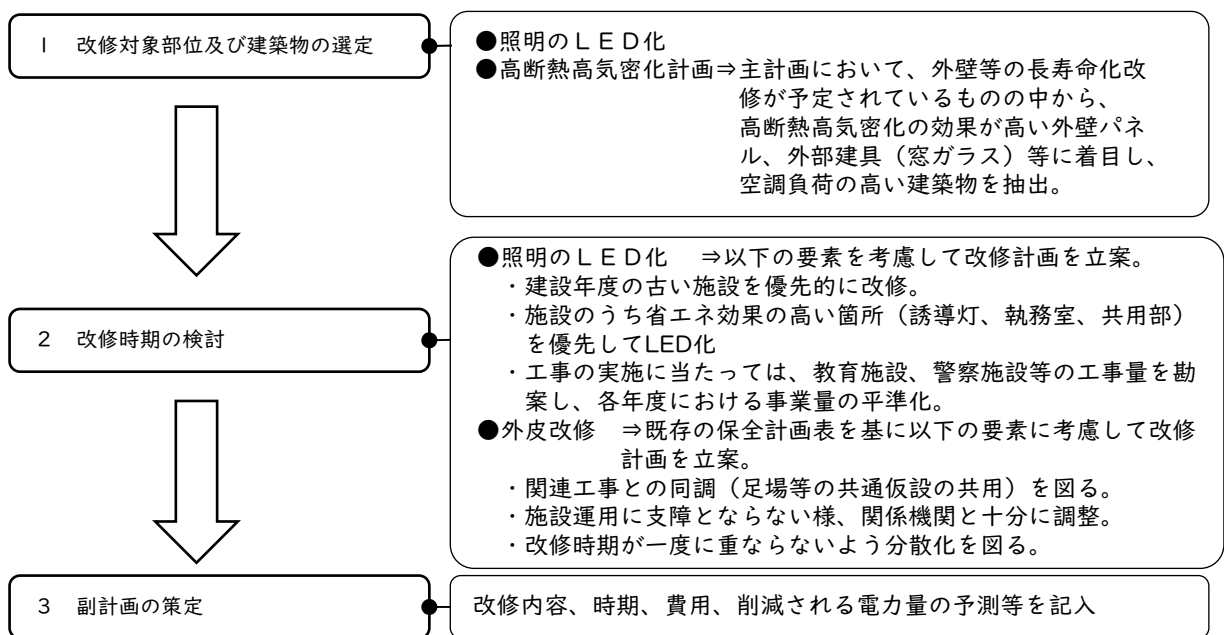 1 改修対象部位及び建築物の選定
●照明のLED化
●高断熱高気密化計画⇒主計画において、外壁等の長寿命化改
修が予定されているものの中から、
高断熱高気密化の効果が高い外壁パネ
ル、外部建具（窓ガラス）等に着目し、
空調負荷の高い建築物を抽出。
2 改修時期の検討
●照明のLED化 ⇒以下の要素を考慮して改修計画を立案。
・建設年度の古い施設を優先的に改修。
・施設のうち省エネ効果の高い箇所（誘導灯、執務室、共用部）
を優先してLED化
・工事の実施に当たっては、教育施設、警察施設等の工事量を勘
案し、各年度における事業量の平準化。
●外皮改修 ⇒既存の保全計画表を基に以下の要素に考慮して改修
計画を立案。
・関連工事との同調（足場等の共通仮設の共用）を図る。
・施設運用に支障とならない様、関係機関と十分に調整。
・改修時期が一度に重ならないよう分散化を図る。
3 副計画の策定
改修内容、時期、費用、削減される電力量の予測等を記入